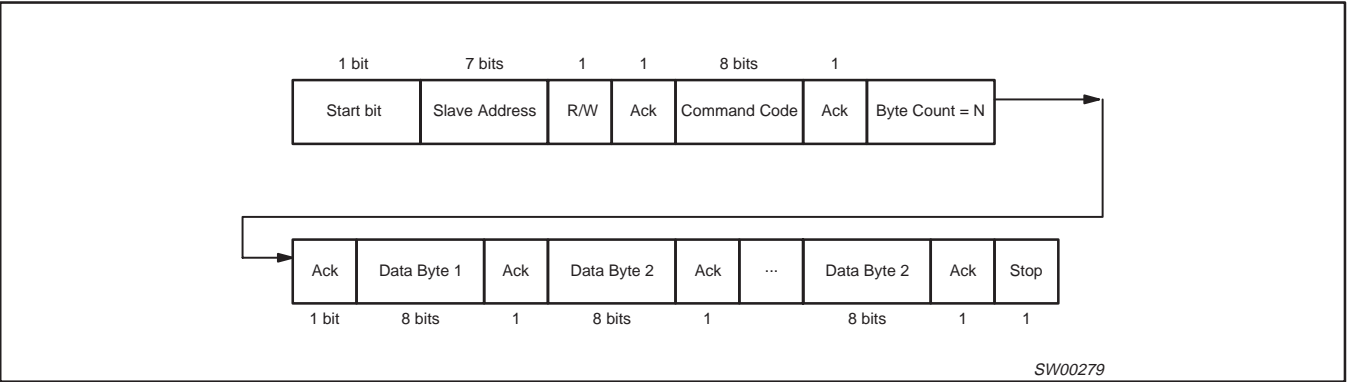 1 bit 7 bits 1 1 8 bits 1
Start bit Slave Address R/W Ack Command Code Ack Byte Count = N
Ack Data Byte 1 Ack Data Byte 2 Ack ... Data Byte 2 Ack Stop
1 bit 8 bits 1 8 bits 1 8 bits 1 1
SW00279